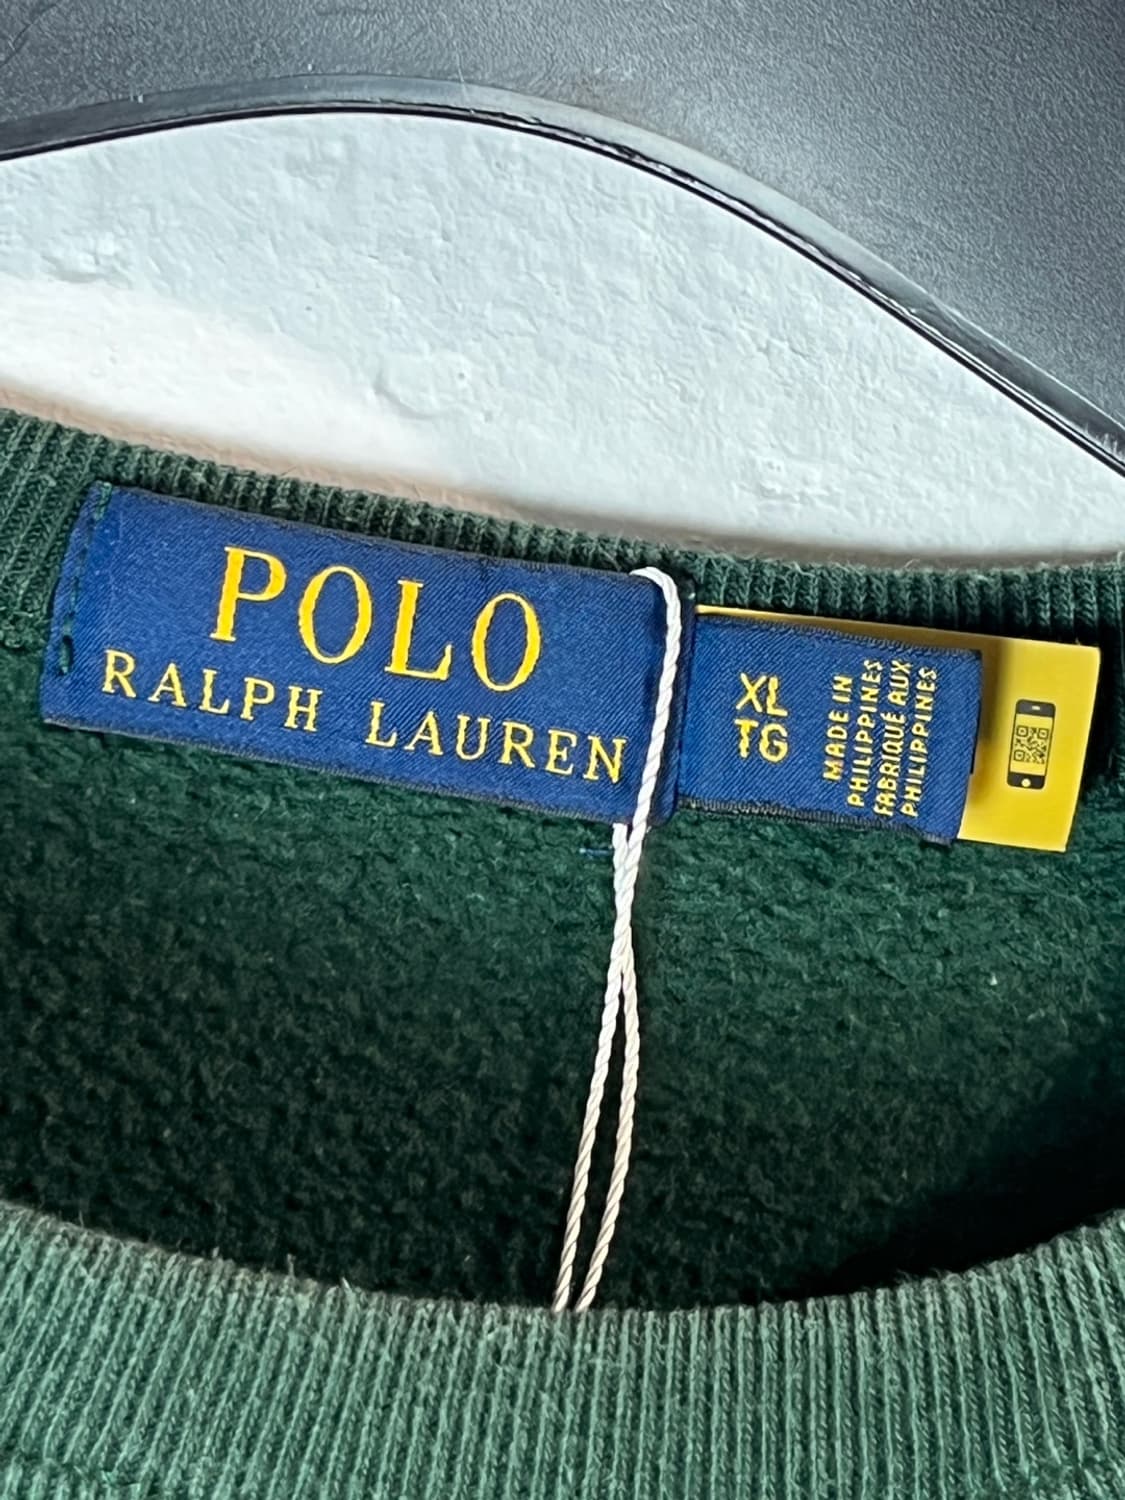 POLO
RALPH LAUREN
XL
TG
MADE IN
PHILIPPINES
FABRIQUÉ AUX
PHILIPPINES